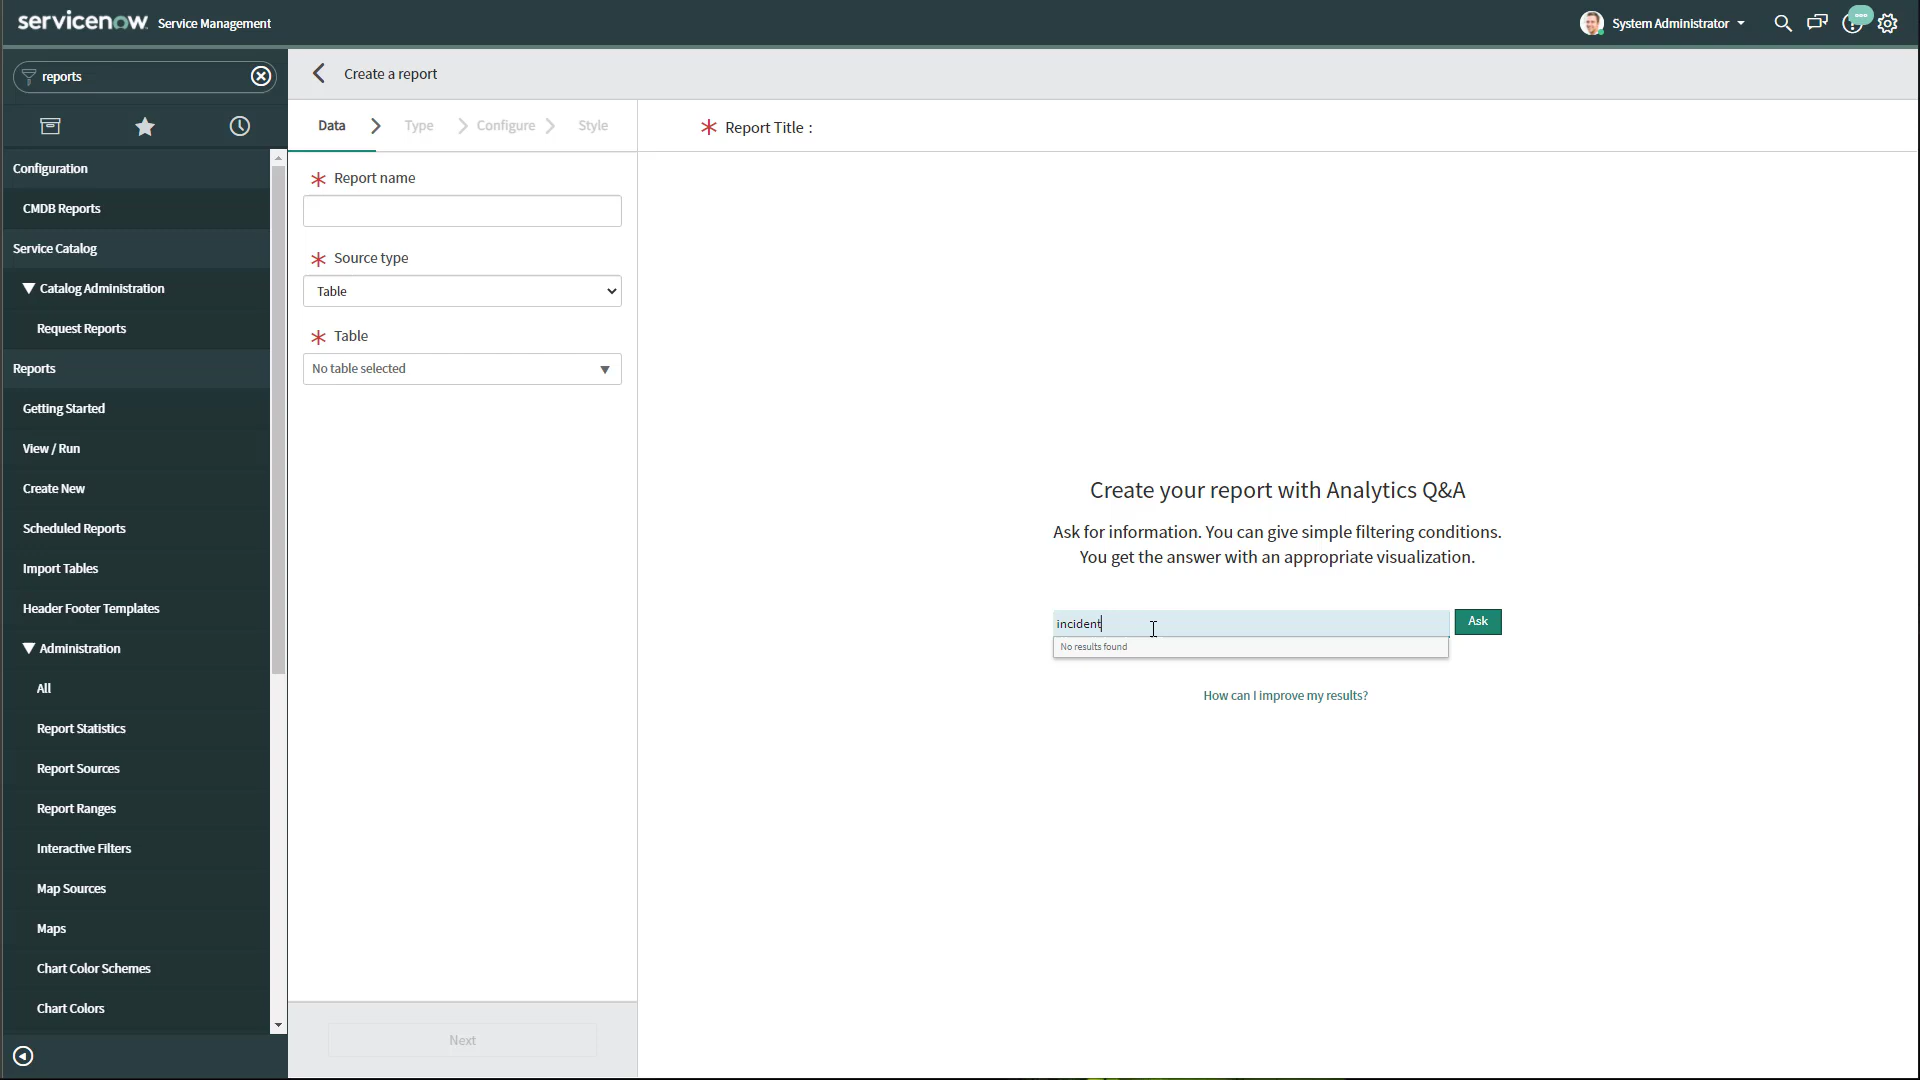 servicenow Service Management
System Administrator
reports
Configuration
CMDB Reports
Service Catalog
Catalog Administration
Request Reports
Reports
Getting Started
View / Run
Create New
Scheduled Reports
Import Tables
Header Footer Templates
Administration
All
Report Statistics
Report Sources
Report Ranges
Interactive Filters
Map Sources
Maps
Chart Color Schemes
Chart Colors
Create a report
Data Type Configure Style
Report name
Source type
Table
Table
No table selected
Next
Report Title :
Create your report with Analytics Q&A
Ask for information. You can give simple filtering conditions.
You get the answer with an appropriate visualization.
incident
Ask
No results found
How can I improve my results?